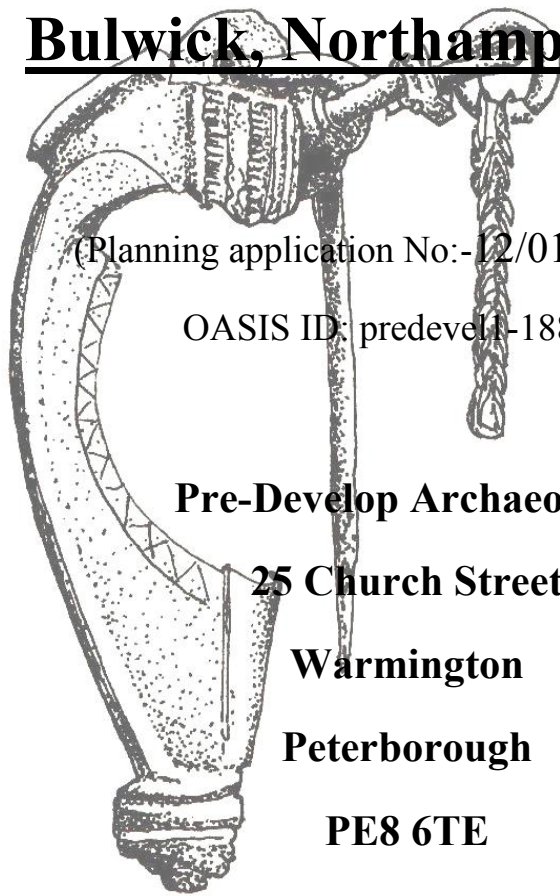 Bulwick, Northamp
(Planning application No:-12/01
OASIS ID: predevel1-188
Pre-Develop Archaeo
25 Church Street
Warmington
Peterborough
PE8 6TE